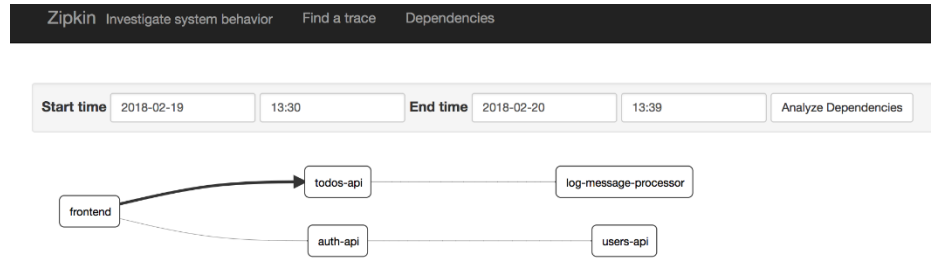 Zipkin Investigate system behavior Find a trace Dependencies
Start time 2018-02-19 13:30 End time 2018-02-20 13:39 Analyze Dependencies
todos-api log-message-processor
frontend
auth-api users-api